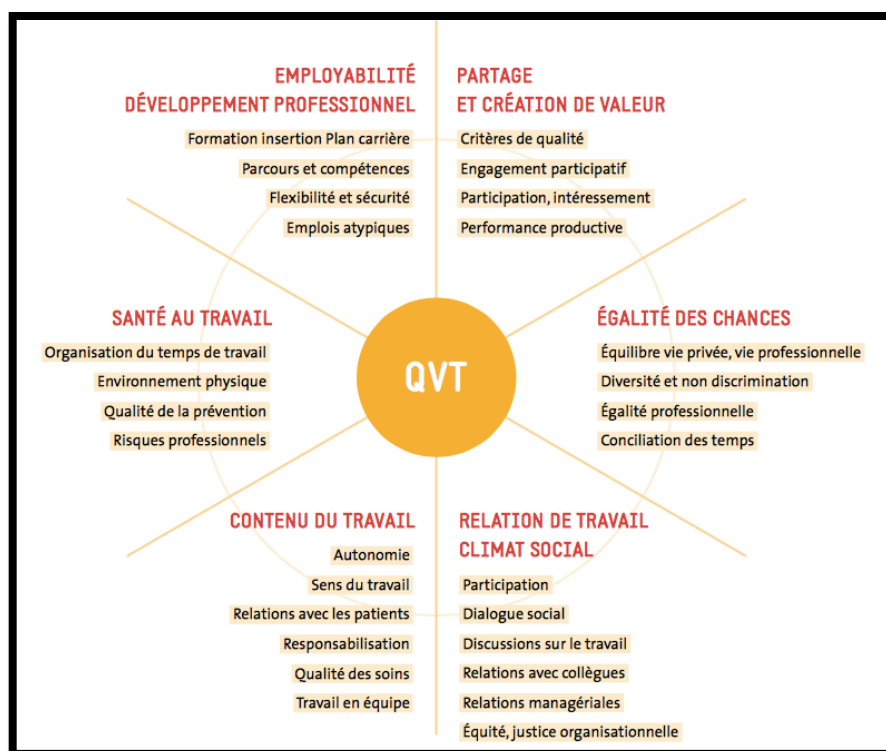 EMPLOYABILITÉ
DÉVELOPPEMENT PROFESSIONNEL
Formation insertion Plan carrière
Parcours et compétences
Flexibilité et sécurité
Emplois atypiques
PARTAGE
ET CRÉATION DE VALEUR
Critères de qualité
Engagement participatif
Participation, intéressement
Performance productive
SANTÉ AU TRAVAIL
Organisation du temps de travail
Environnement physique
Qualité de la prévention
Risques professionnels
QVT
ÉGALITÉ DES CHANCES
Équilibre vie privée, vie professionnelle
Diversité et non discrimination
Égalité professionnelle
Conciliation des temps
CONTENU DU TRAVAIL
Autonomie
Sens du travail
Relations avec les patients
Responsabilisation
Qualité des soins
Travail en équipe
RELATION DE TRAVAIL
CLIMAT SOCIAL
Participation
Dialogue social
Discussions sur le travail
Relations avec collègues
Relations managériales
Équité, justice organisationnelle